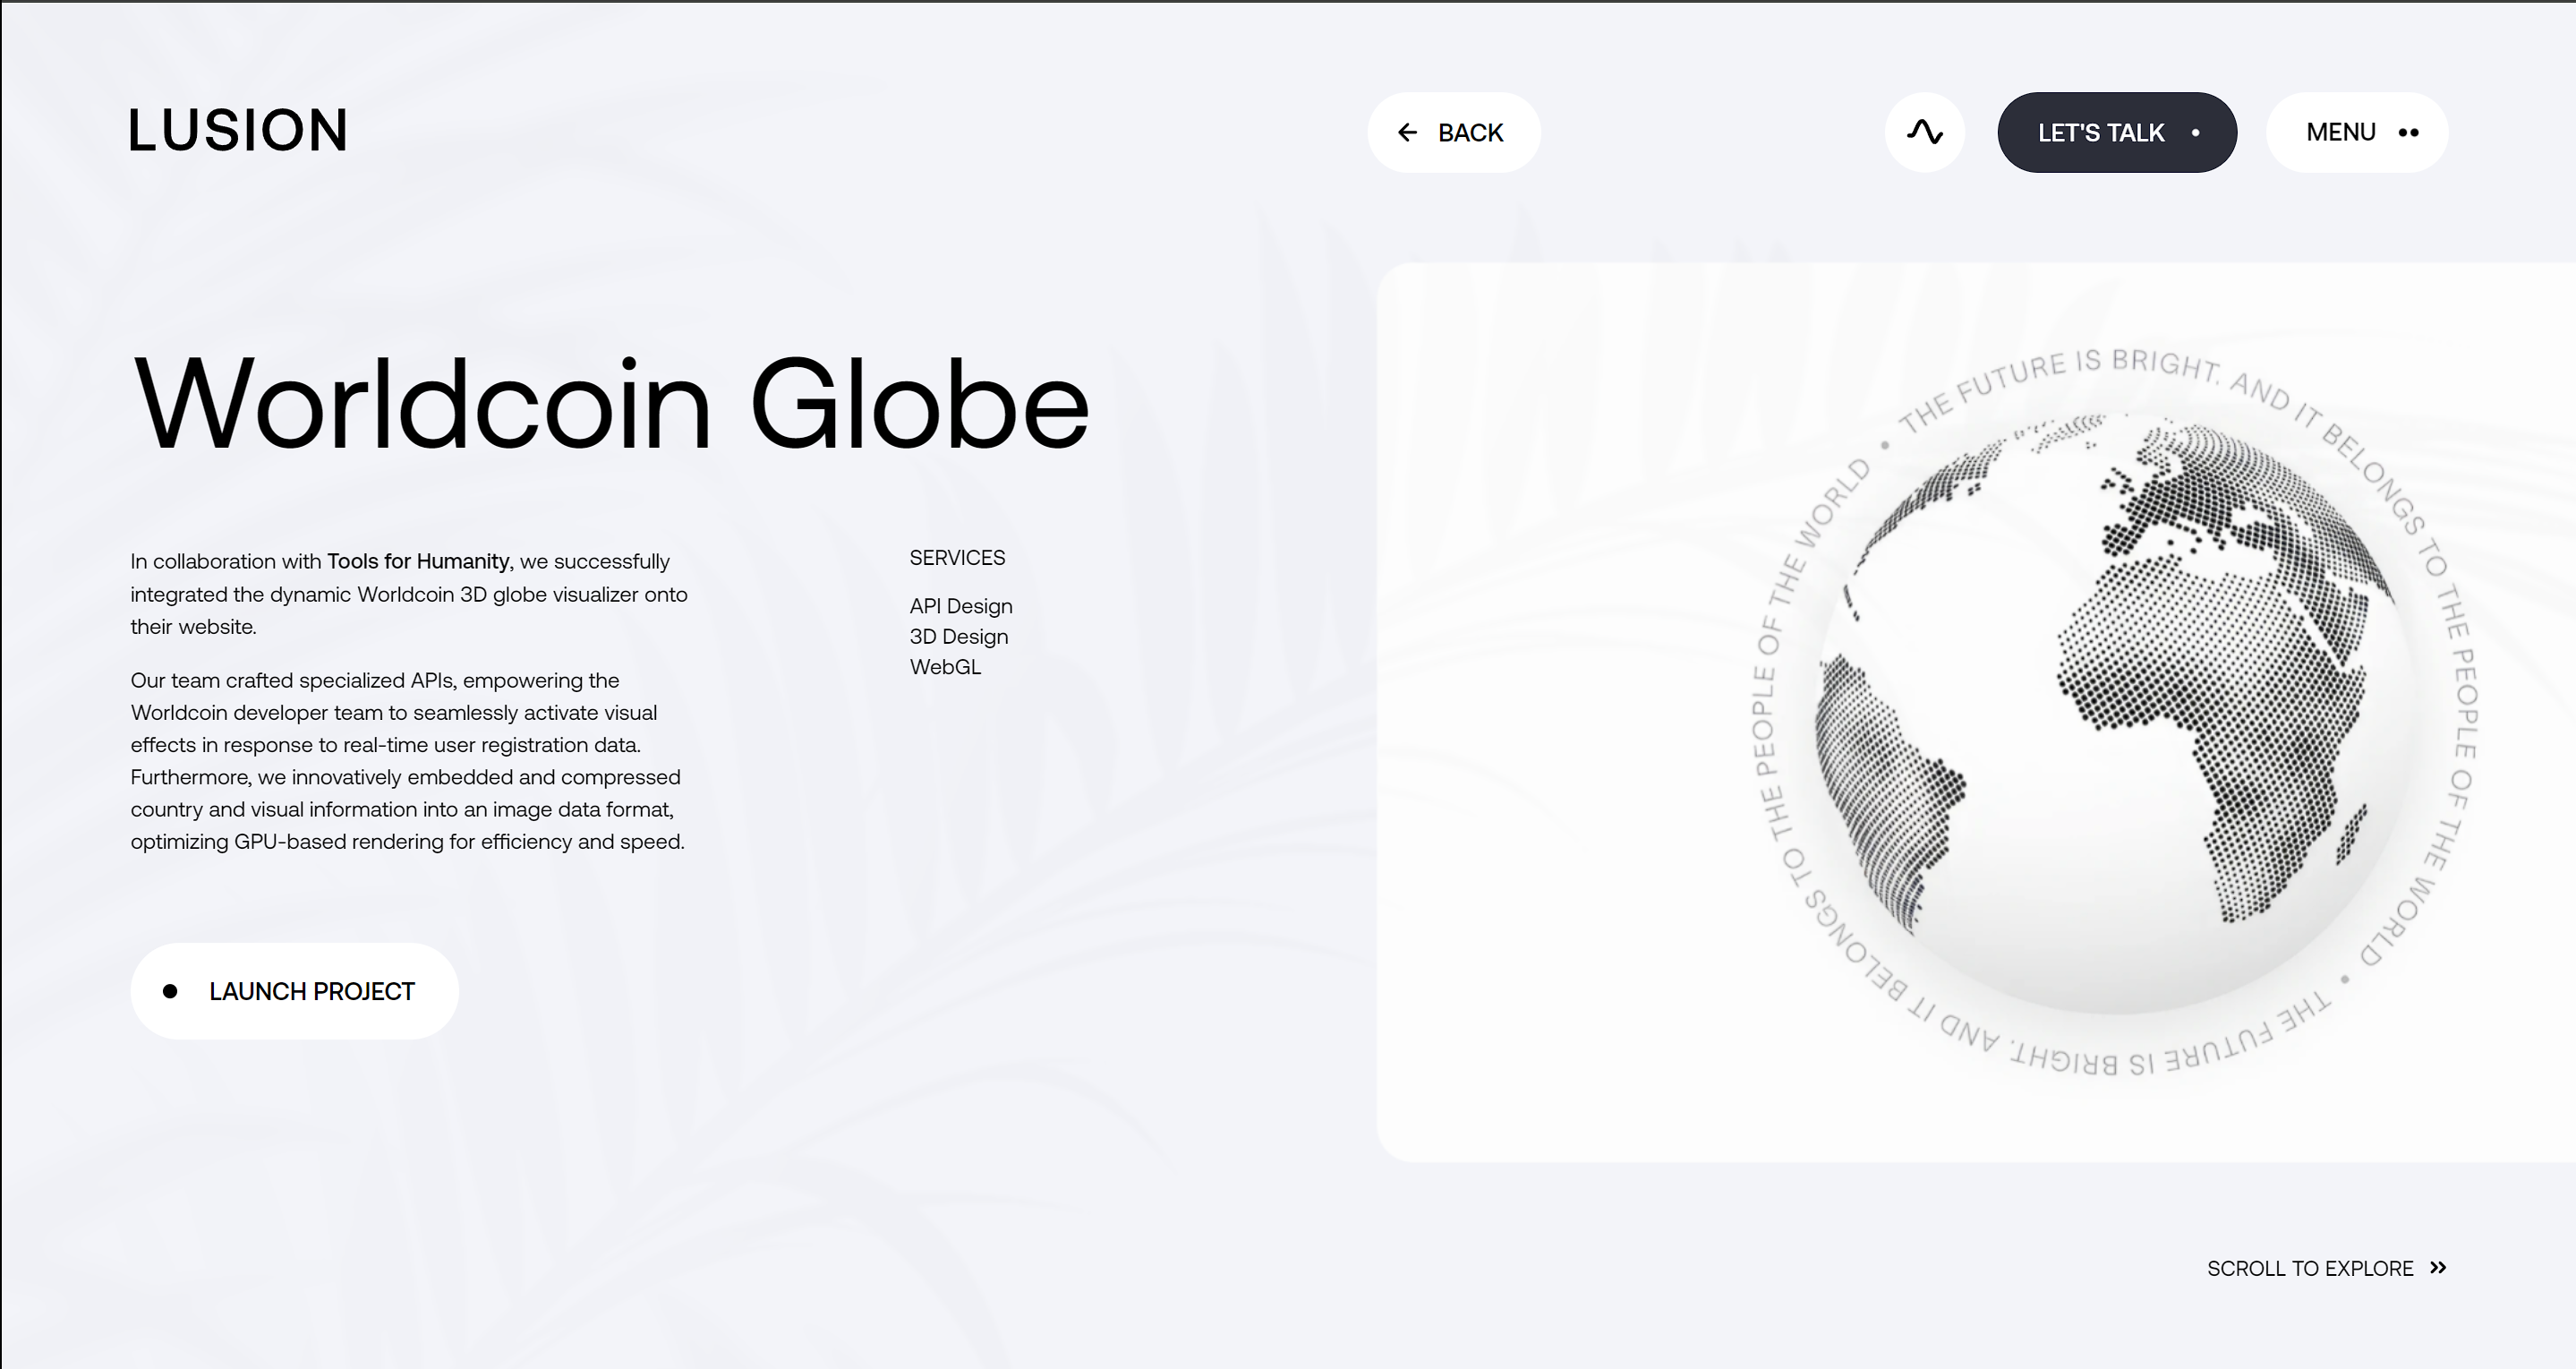 LUSION
BACK
LET'S TALK
MENU
Worldcoin Globe
In collaboration with Tools for Humanity, we successfully
integrated the dynamic Worldcoin 3D globe visualizer onto
their website.
Our team crafted specialized APIs, empowering the
Worldcoin developer team to seamlessly activate visual
effects in response to real-time user registration data.
Furthermore, we innovatively embedded and compressed
country and visual information into an image data format,
optimizing GPU-based rendering for efficiency and speed.
SERVICES
API Design
3D Design
WebGL
LAUNCH PROJECT
• THE FUTURE IS BRIGHT. AND IT BELONGS TO THE PEOPLE OF THE WORLD
• THE FUTURE IS BRIGHT. AND IT BELONGS TO THE PEOPLE OF THE WORLD
SCROLL TO EXPLORE